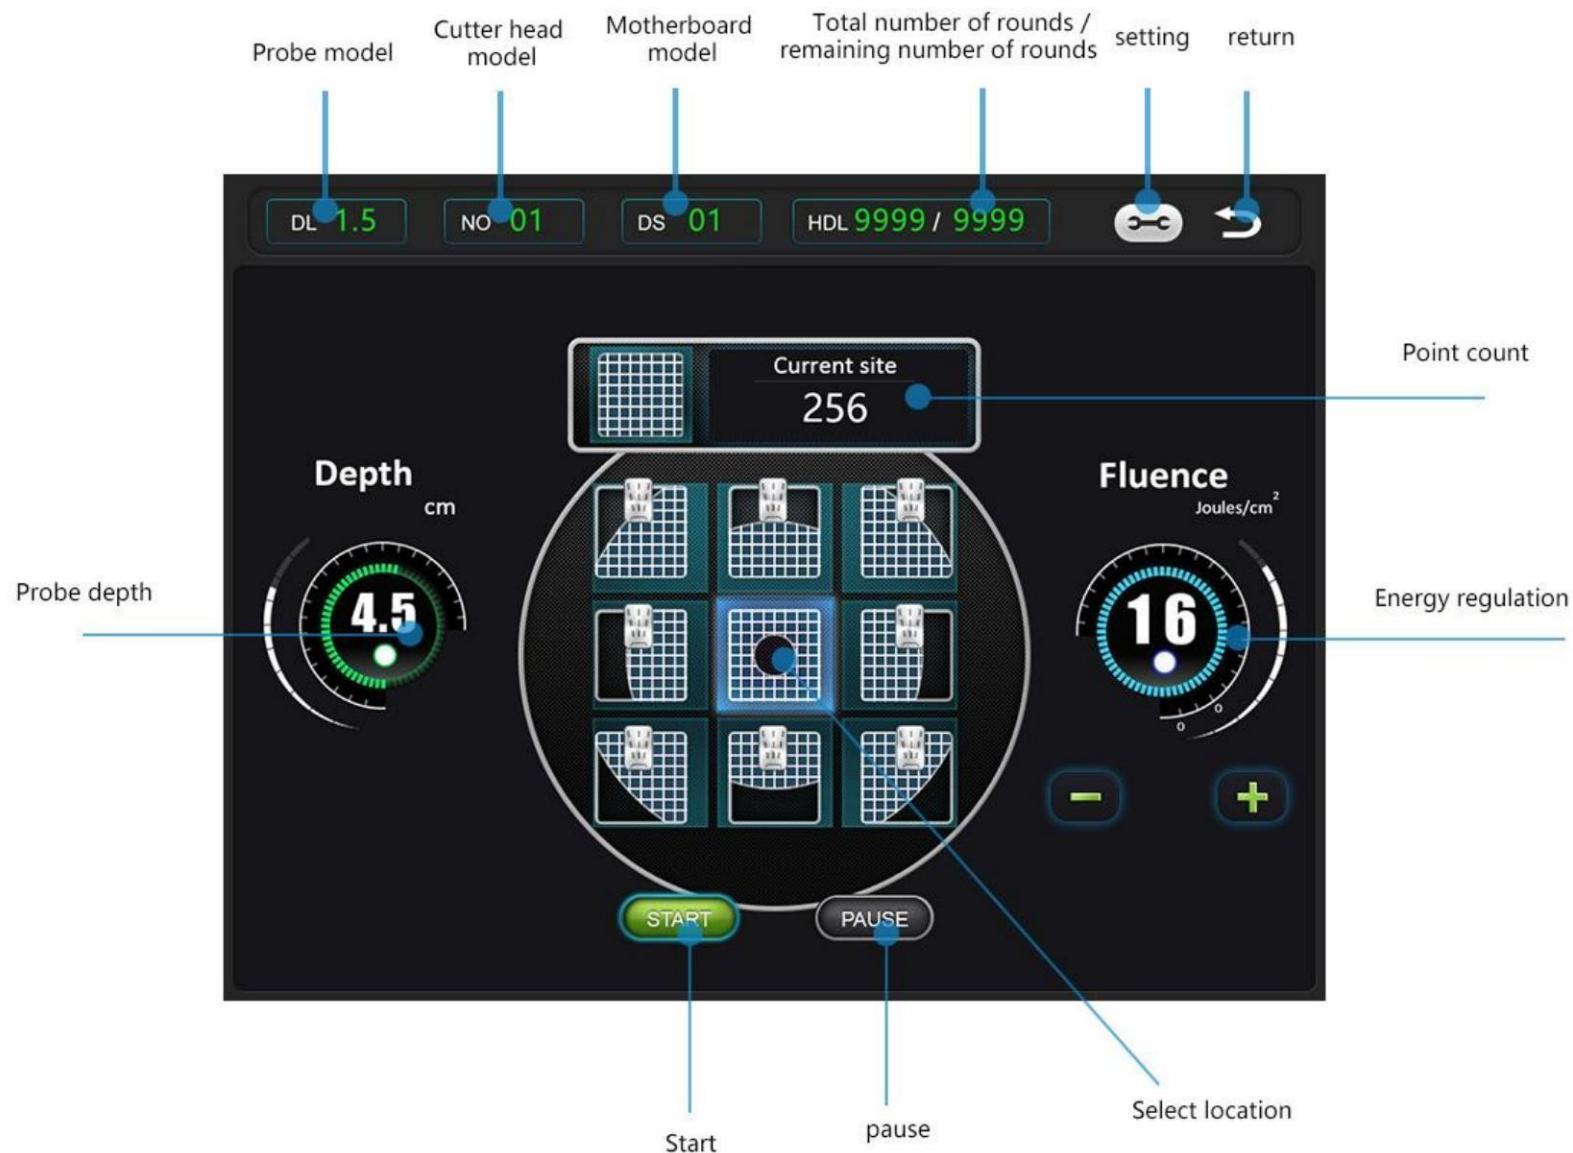 Probe model
Cutter head
model
Motherboard
model
Total number of rounds /
remaining number of rounds
setting
return
DL 1.5
NO 01
DS 01
HDL 9999 / 9999
Current site
256
Point count
Depth
cm
4.5
Probe depth
Fluence
Joules/cm²
16
Energy regulation
START
PAUSE
Start
pause
Select location